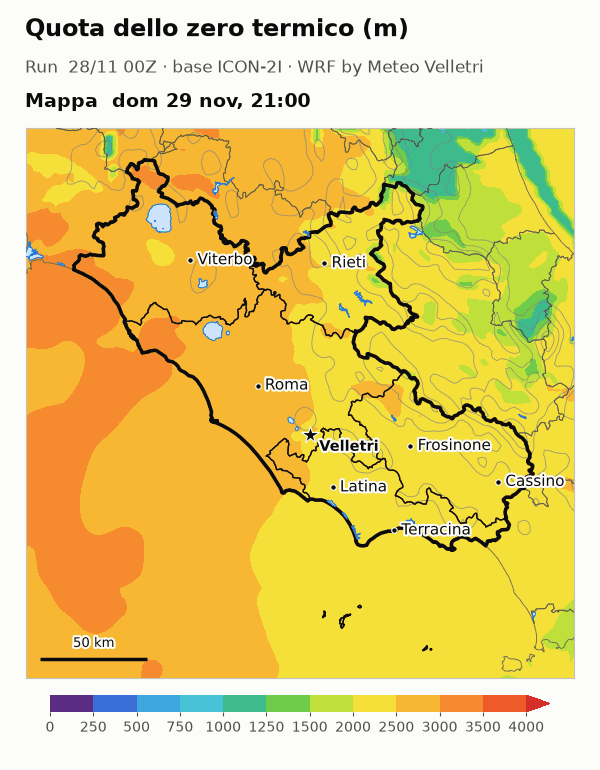 Quota dello zero termico (m)
Run  28/11 00Z · base ICON-2I · WRF by Meteo Velletri
Mappa  dom 29 nov, 21:00
Viterbo
Rieti
Roma
Velletri
Frosinone
Latina
Cassino
Terracina
50 km
0 250 500 750 1000 1250 1500 2000 2500 3000 3500 4000